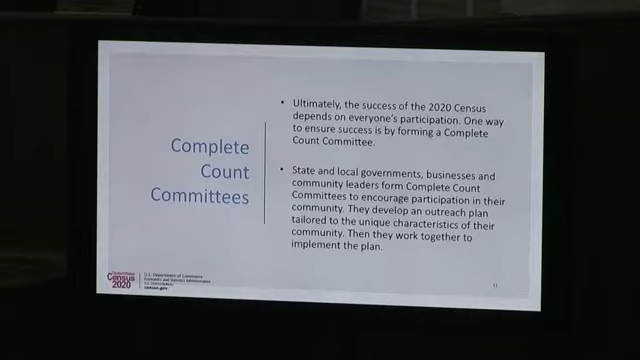 Complete
Count
Committees
• Ultimately, the success of the 2020 Census
depends on everyone's participation. One way
to ensure success is by forming a Complete
Count Committee.
• State and local governments, businesses and
community leaders form Complete Count
Committees to encourage participation in their
community. They develop an outreach plan
tailored to the unique characteristics of their
community. Then they work together to
implement the plan.
United States
Census
2020
U.S. Department of Commerce
Economics and Statistics Administration
U.S. CENSUS BUREAU
census.gov
11